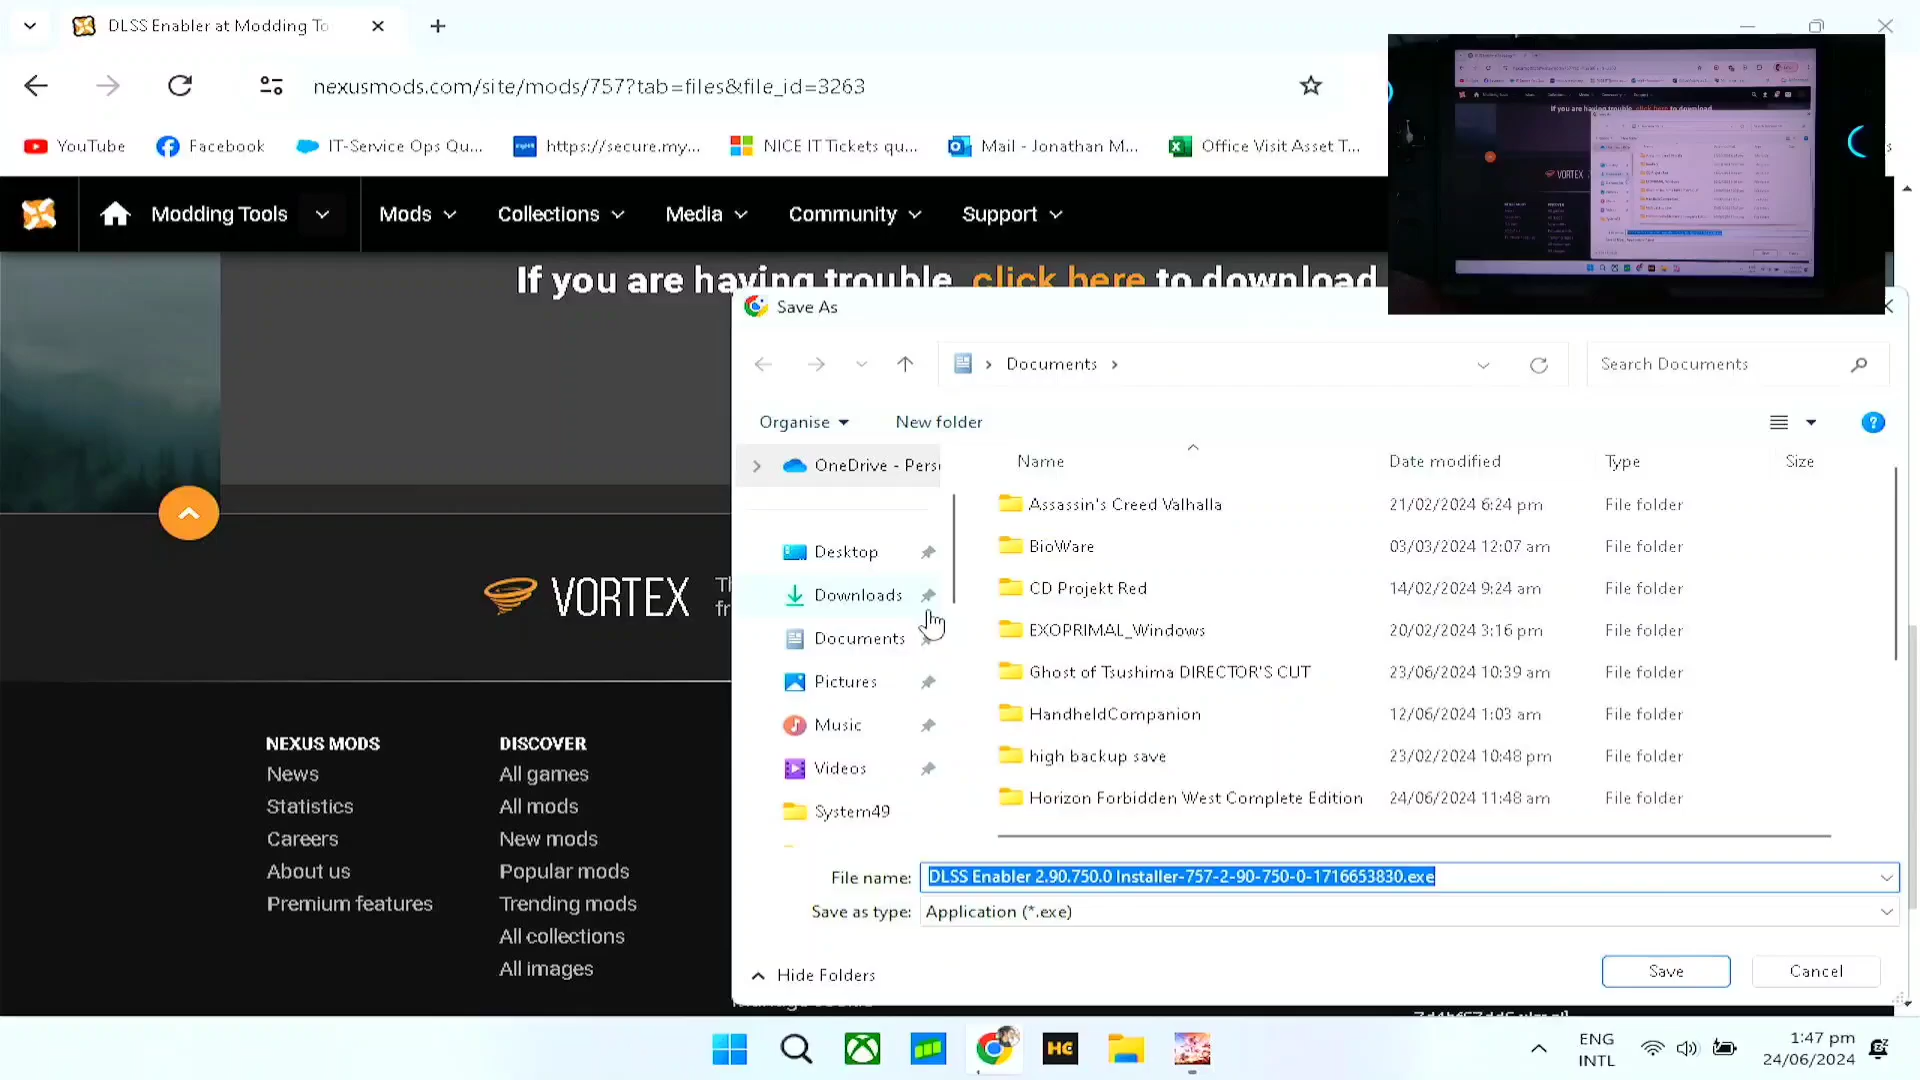 DLSS Enabler at Modding To
nexusmods.com/site/mods/757?tab=files&file_id=3263
YouTube
Facebook
IT-Service Ops Qu...
https://secure.my...
NICE IT Tickets qu...
Mail - Jonathan M...
Office Visit Asset T...
Modding Tools
Mods
Collections
Media
Community
Support
If you are having trouble, click here to download
Save As
Documents
Search Documents
Organise
New folder
OneDrive - Perso
Name
Date modified
Type
Size
Desktop
Downloads
Documents
Pictures
Music
Videos
System49
Assassin's Creed Valhalla 21/02/2024 6:24 pm File folder
BioWare 03/03/2024 12:07 am File folder
CD Projekt Red 14/02/2024 9:24 am File folder
EXOPRIMAL_Windows 20/02/2024 3:16 pm File folder
Ghost of Tsushima DIRECTOR'S CUT 23/06/2024 10:39 am File folder
HandheldCompanion 12/06/2024 1:03 am File folder
high backup save 23/02/2024 10:48 pm File folder
Horizon Forbidden West Complete Edition 24/06/2024 11:48 am File folder
File name: DLSS Enabler 2.90.750.0 Installer-757-2-90-750-0-1716653830.exe
Save as type: Application (*.exe)
Hide Folders
Save
Cancel
VORTEX
NEXUS MODS
News
Statistics
Careers
About us
Premium features
DISCOVER
All games
All mods
New mods
Popular mods
Trending mods
All collections
All images
HC
ENG
INTL
1:47 pm
24/06/2024